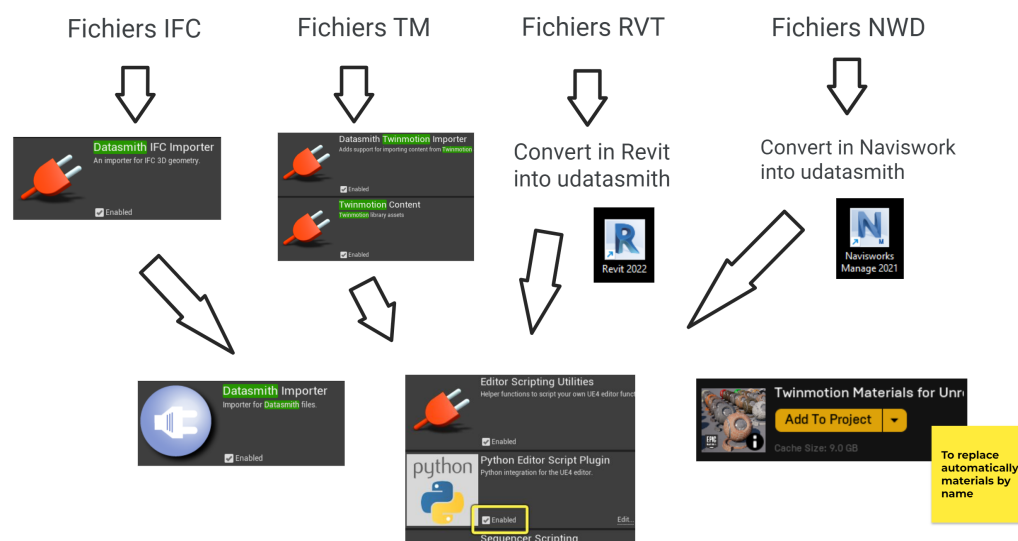 Fichiers IFC
Fichiers TM
Fichiers RVT
Fichiers NWD
Datasmith IFC Importer
An importer for IFC 3D geometry.
Enabled
Datasmith Twinmotion Importer
Adds support for importing content from Twinmotion
Enabled
Twinmotion Content
Twinmotion library assets
Enabled
Convert in Revit
into udatasmith
R
Revit 2022
Convert in Naviswork
into udatasmith
N
M
Navisworks
Manage 2021
Datasmith Importer
Importer for Datasmith files.
Enabled
Editor Scripting Utilities
Helper functions to script your own UE4 editor funct
Enabled
python
Python Editor Script Plugin
Python integration for the UE4 editor.
Enabled
Edit...
Sequencer Scripting
Twinmotion Materials for Unr
Add To Project
EPIC
Cache Size: 9.0 GB
To replace
automatically
materials by
name